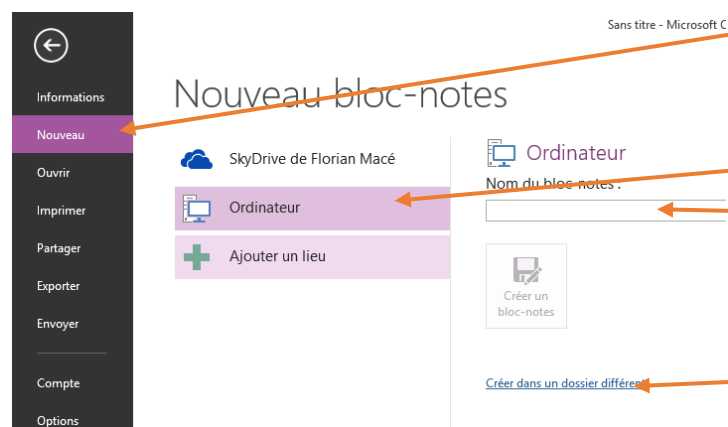 Sans titre - Microsoft
Informations
Nouveau
Ouvrir
Imprimer
Partager
Exporter
Envoyer
Compte
Options
Nouveau bloc-notes
SkyDrive de Florian Macé
Ordinateur
Ajouter un lieu
Ordinateur
Nom du bloc-notes :
Créer un
bloc-notes
Créer dans un dossier différent